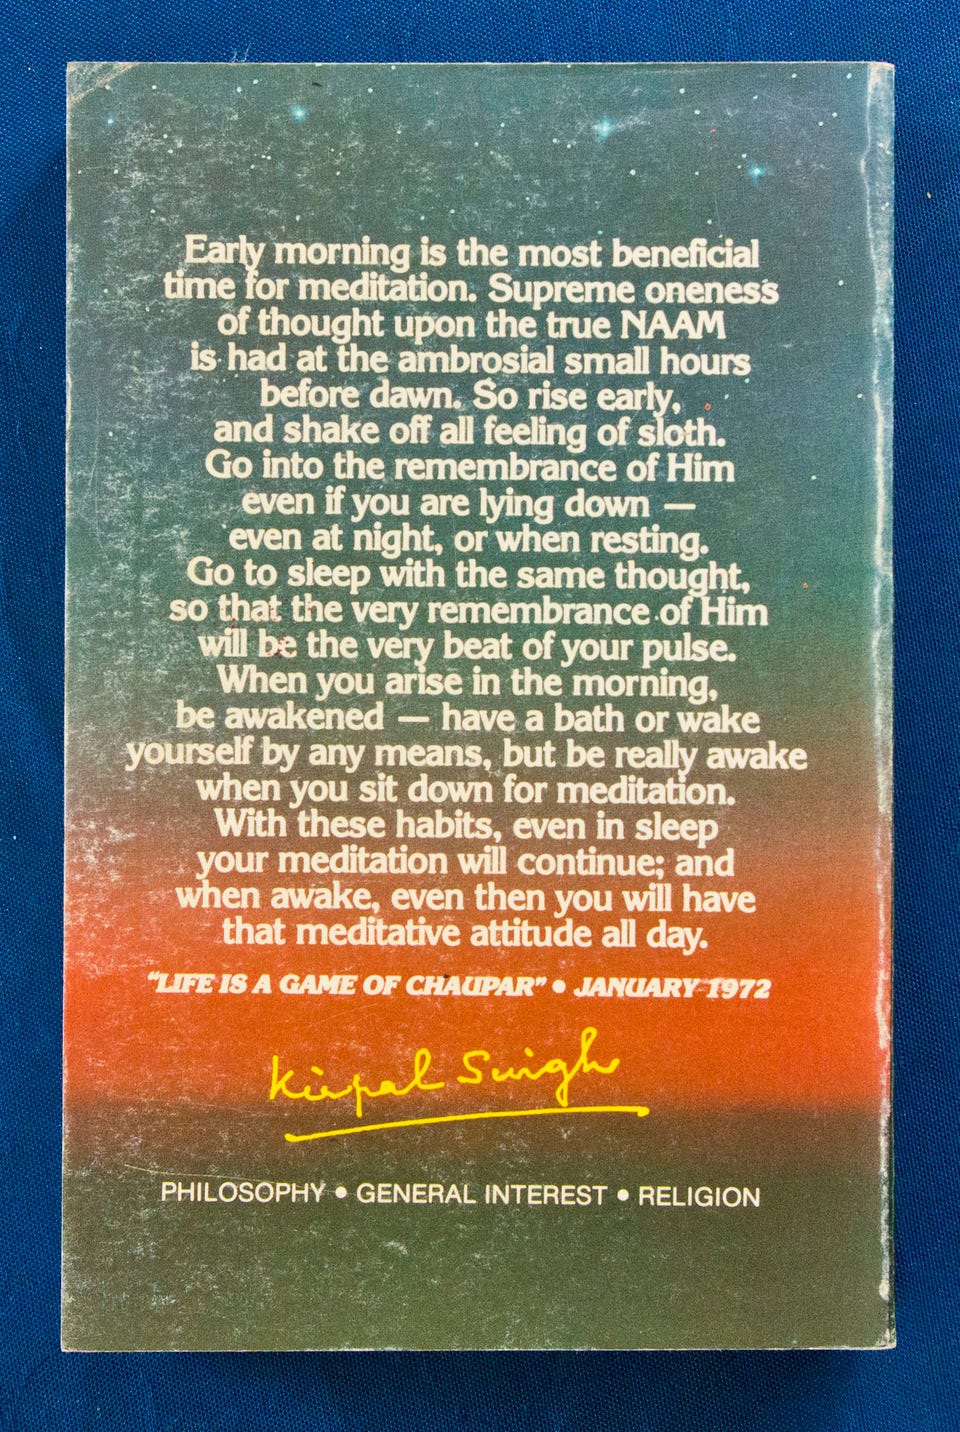 Early morning is the most beneficial
time for meditation. Supreme oneness
of thought upon the true NAAM
is had at the ambrosial small hours
before dawn. So rise early,
and shake off all feeling of sloth.
Go into the remembrance of Him
even if you are lying down —
even at night, or when resting.
Go to sleep with the same thought,
so that the very remembrance of Him
will be the very beat of your pulse.
When you arise in the morning,
be awakened — have a bath or wake
yourself by any means, but be really awake
when you sit down for meditation.
With these habits, even in sleep
your meditation will continue; and
when awake, even then you will have
that meditative attitude all day.
"LIFE IS A GAME OF CHAUPAR" • JANUARY 1972
Kirpal Singh
PHILOSOPHY • GENERAL INTEREST • RELIGION